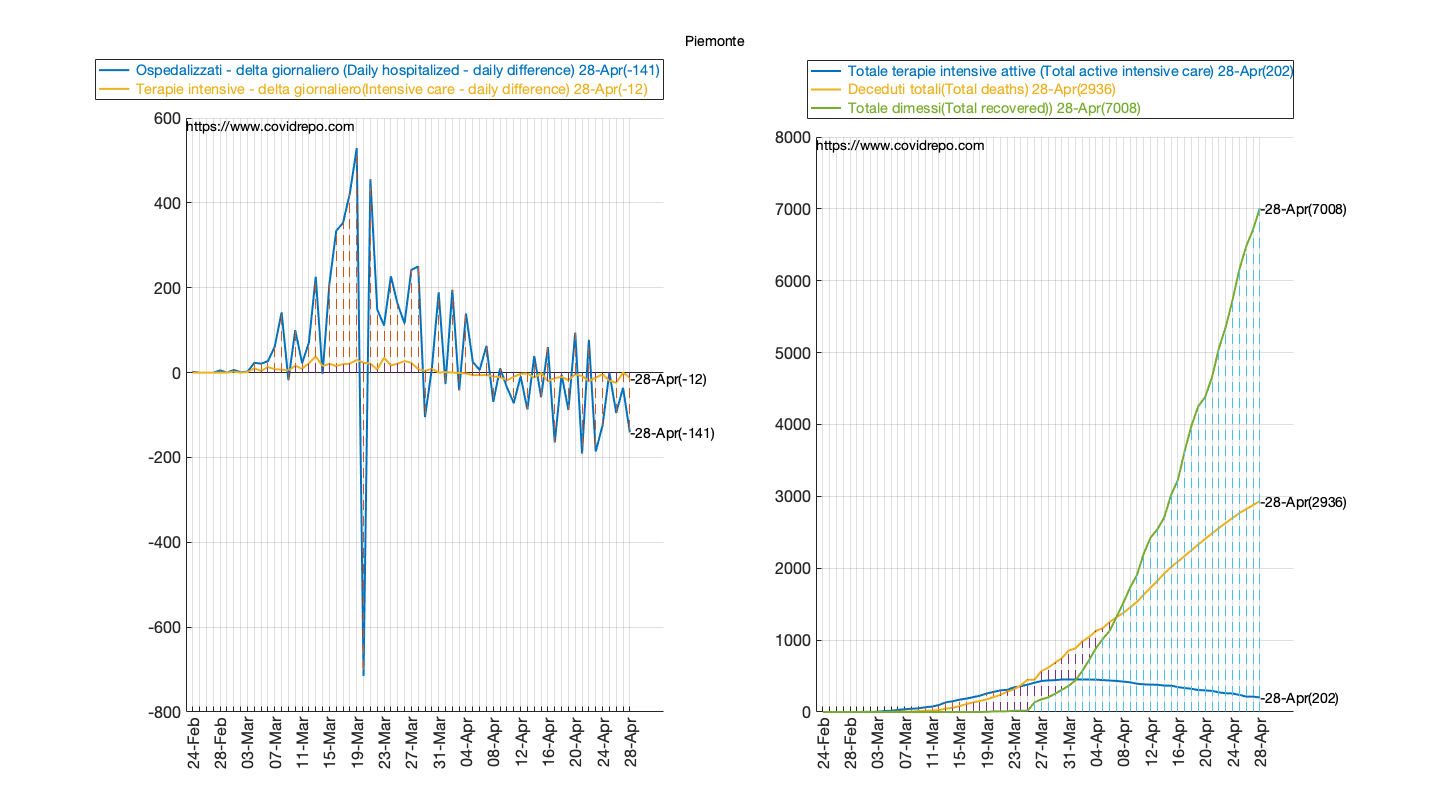 Piemonte
Ospedalizzati - delta giornaliero (Daily hospitalized - daily difference) 28-Apr(-141)
Terapie intensive - delta giornaliero(Intensive care - daily difference) 28-Apr(-12)
https://www.covidrepo.com
600
400
200
0
-200
-400
-600
-800
-28-Apr(-12)
-28-Apr(-141)
24-Feb
28-Feb
03-Mar
07-Mar
11-Mar
15-Mar
19-Mar
23-Mar
27-Mar
31-Mar
04-Apr
08-Apr
12-Apr
16-Apr
20-Apr
24-Apr
28-Apr
Totale terapie intensive attive (Total active intensive care) 28-Apr(202)
Deceduti totali(Total deaths) 28-Apr(2936)
Totale dimessi(Total recovered)) 28-Apr(7008)
https://www.covidrepo.com
8000
7000
6000
5000
4000
3000
2000
1000
0
-28-Apr(7008)
-28-Apr(2936)
-28-Apr(202)
24-Feb
28-Feb
03-Mar
07-Mar
11-Mar
15-Mar
19-Mar
23-Mar
27-Mar
31-Mar
04-Apr
08-Apr
12-Apr
16-Apr
20-Apr
24-Apr
28-Apr